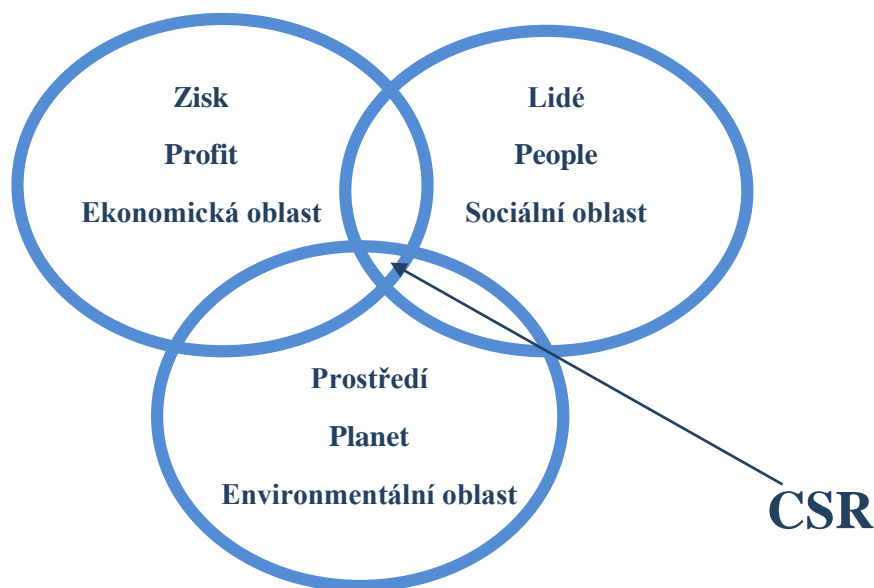 Zisk
Profit
Ekonomická oblast
Lidé
People
Sociální oblast
Prostředí
Planet
Environmentální oblast
CSR